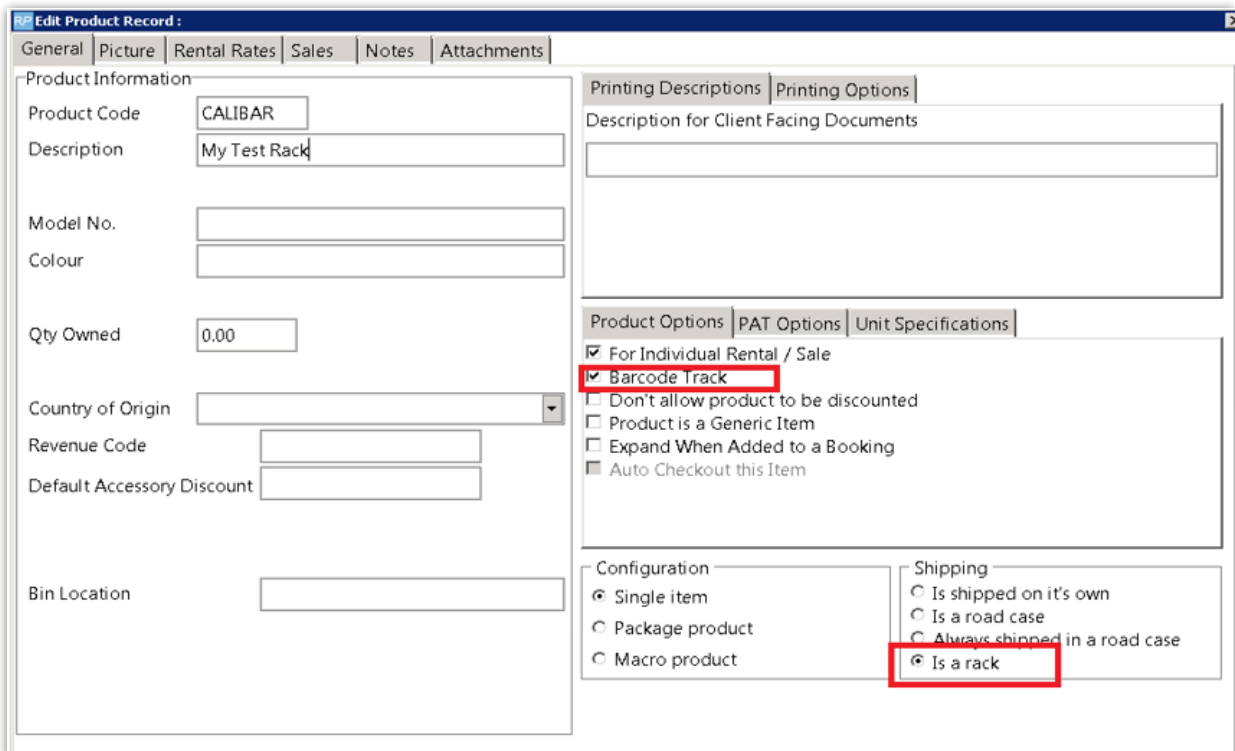 RP Edit Product Record :
General Picture Rental Rates Sales Notes Attachments
Product Information
Product Code CALIBAR
Description My Test Rack
Model No.
Colour
Qty Owned 0.00
Country of Origin
Revenue Code
Default Accessory Discount
Bin Location
Printing Descriptions Printing Options
Description for Client Facing Documents
Product Options PAT Options Unit Specifications
For Individual Rental / Sale
Barcode Track
Don't allow product to be discounted
Product is a Generic Item
Expand When Added to a Booking
Auto Checkout this Item
Configuration
Single item
Package product
Macro product
Shipping
Is shipped on it's own
Is a road case
Always shipped in a road case
Is a rack